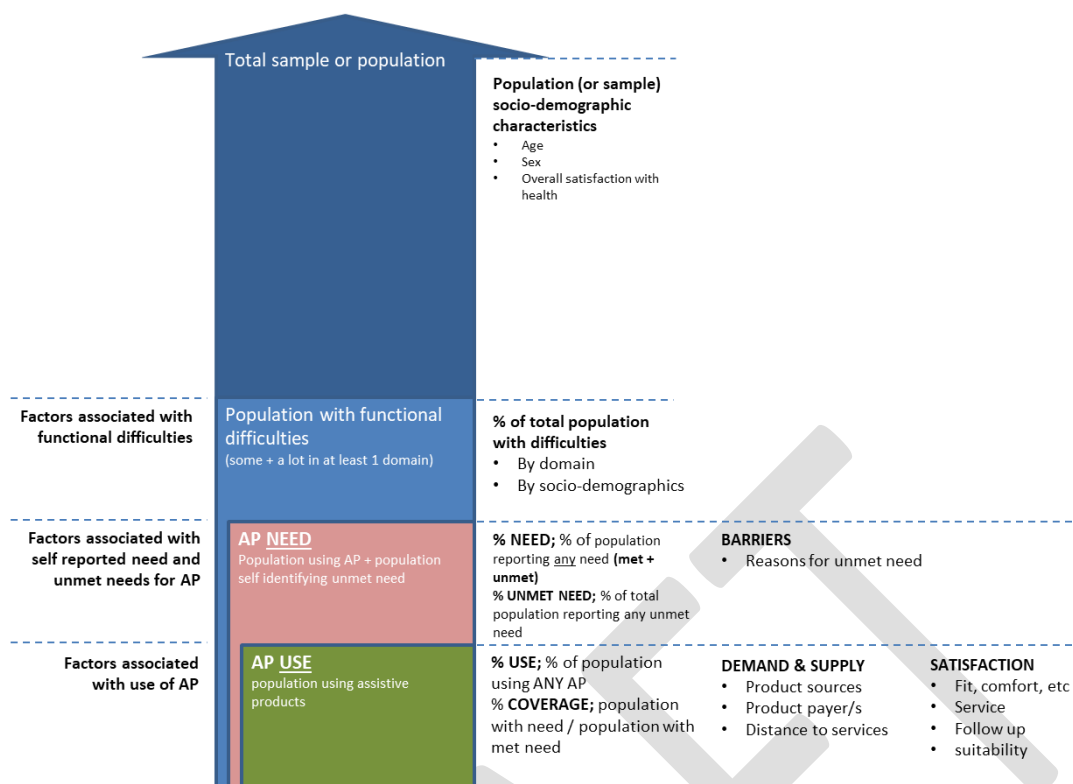 Total sample or population
Population (or sample)
socio-demographic
characteristics
• Age
• Sex
• Overall satisfaction with
health
Factors associated with
functional difficulties
Population with functional
difficulties
(some + a lot in at least 1 domain)
% of total population
with difficulties
• By domain
• By socio-demographics
Factors associated with
self reported need and
unmet needs for AP
AP NEED
Population using AP + population
self identifying unmet need
% NEED; % of population
reporting any need (met +
unmet)
% UNMET NEED; % of total
population reporting any unmet
need
BARRIERS
• Reasons for unmet need
Factors associated
with use of AP
AP USE
population using assistive
products
% USE; % of population
using ANY AP
% COVERAGE; population
with need / population with
met need
DEMAND & SUPPLY
• Product sources
• Product payer/s
• Distance to services
SATISFACTION
• Fit, comfort, etc
• Service
• Follow up
• suitability